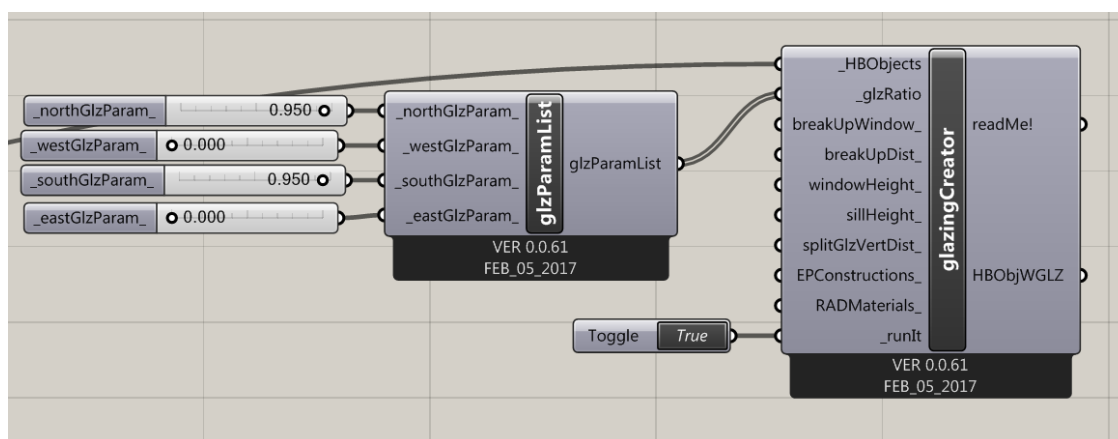 _northGlzParam_ 0.950
_westGlzParam_ 0.000
_southGlzParam_ 0.950
_eastGlzParam_ 0.000
_northGlzParam_
_westGlzParam_
_southGlzParam_
_eastGlzParam_
glzParamList
glzParamList
VER 0.0.61
FEB_05_2017
Toggle True
_HBObjects
_glzRatio
breakUpWindow_
breakUpDist_
windowHeight_
sillHeight_
splitGlzVertDist_
EPConstructions_
RADMaterials_
_runIt
glazingCreator
readMe!
HBObjWGLZ
VER 0.0.61
FEB_05_2017